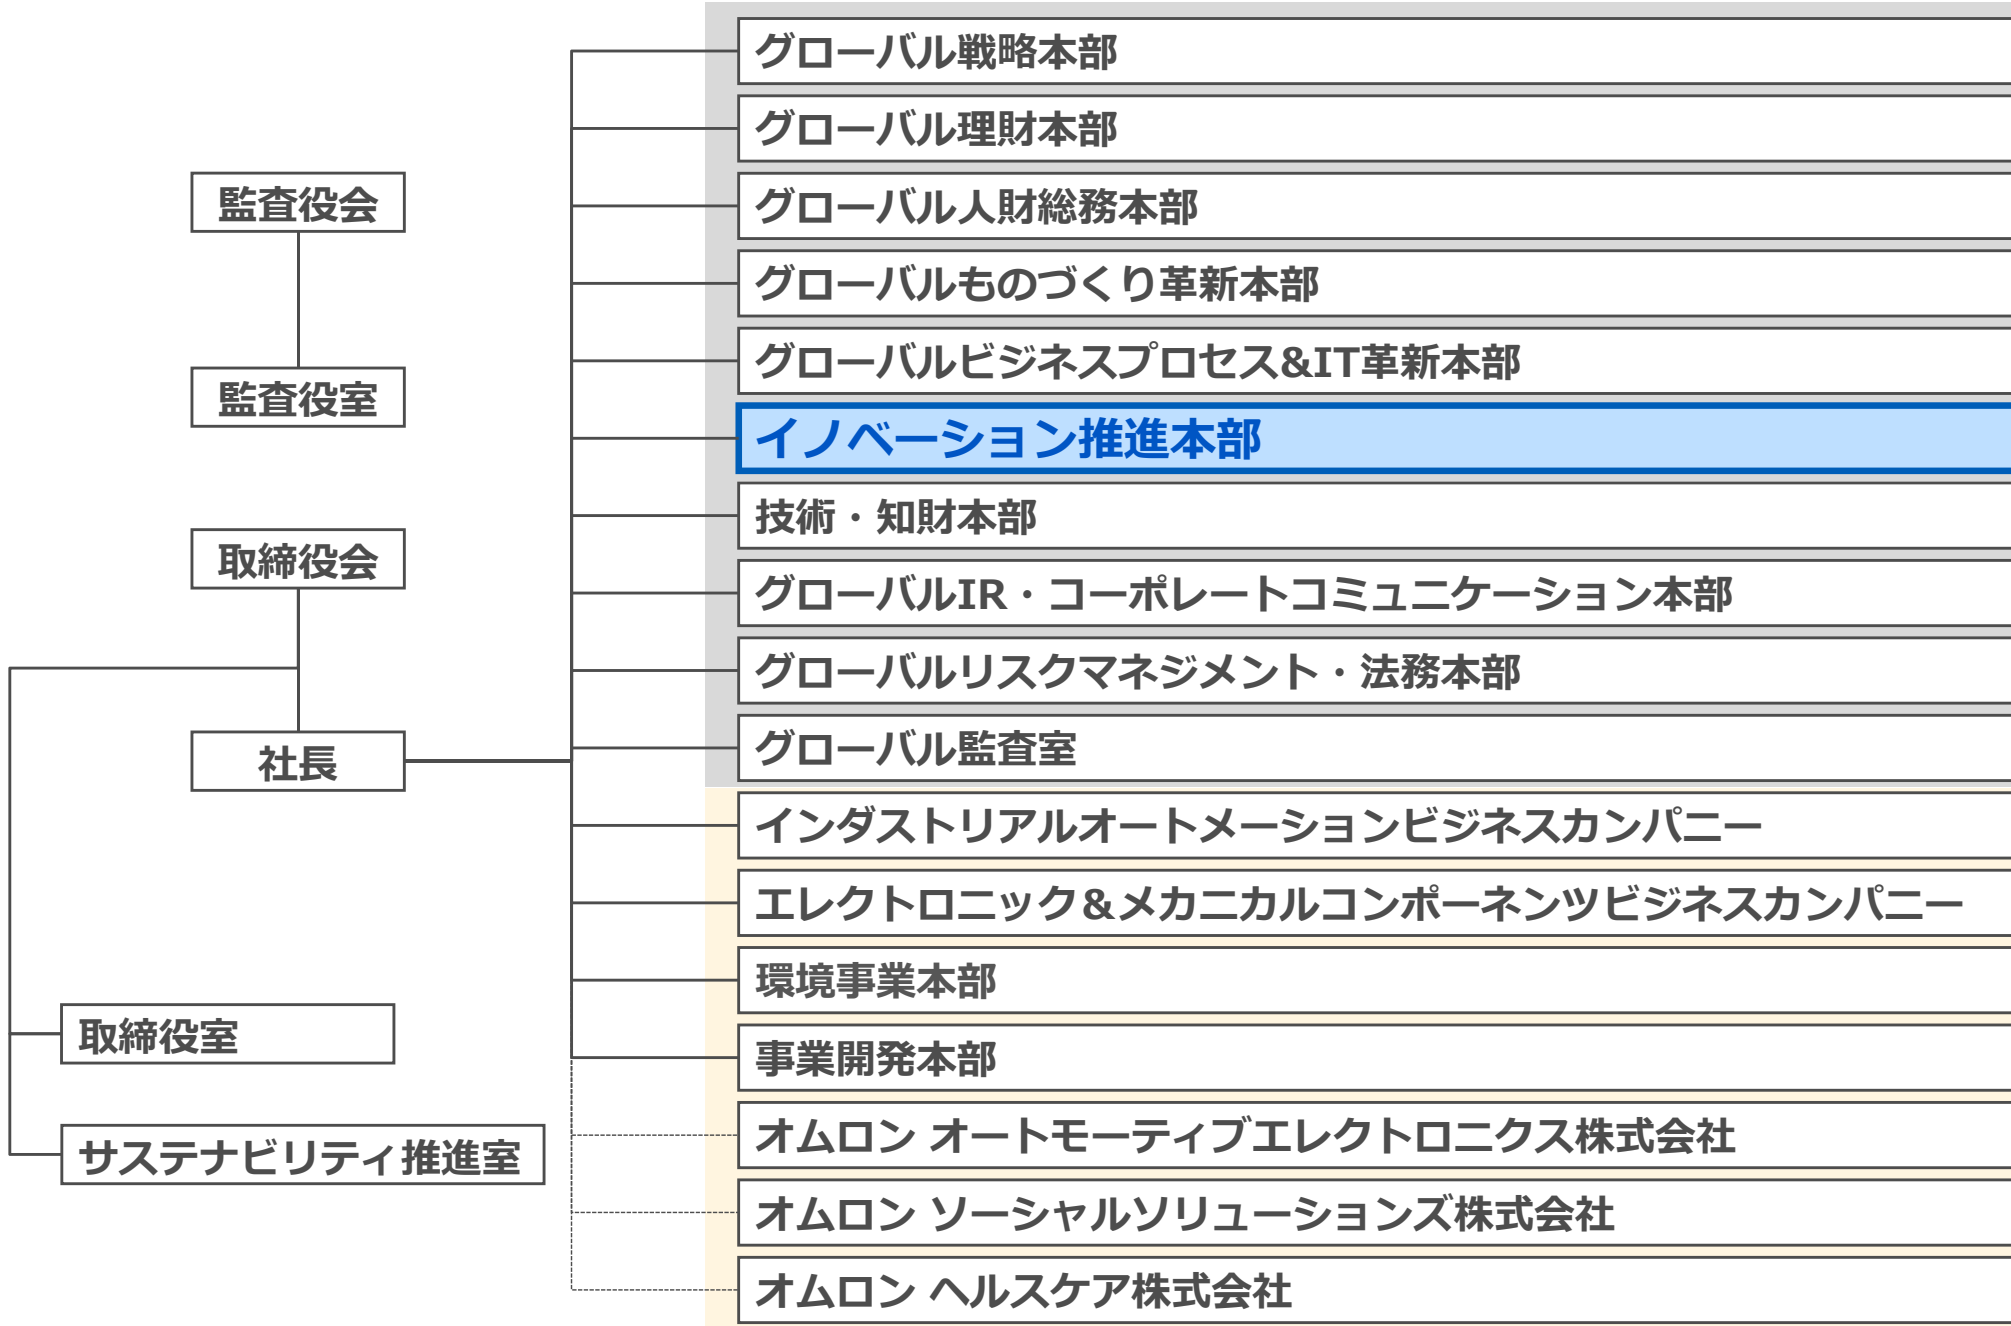 監査役会
監査役室
取締役会
社長
取締役室
サステナビリティ推進室
グローバル戦略本部
グローバル理財本部
グローバル人財総務本部
グローバルものづくり革新本部
グローバルビジネスプロセス&IT革新本部
イノベーション推進本部
技術・知財本部
グローバルIR・コーポレートコミュニケーション本部
グローバルリスクマネジメント・法務本部
グローバル監査室
インダストリアルオートメーションビジネスカンパニー
エレクトロニック&メカニカルコンポーネンツビジネスカンパニー
環境事業本部
事業開発本部
オムロン オートモーティブエレクトロニクス株式会社
オムロン ソーシャルソリューションズ株式会社
オムロン ヘルスケア株式会社